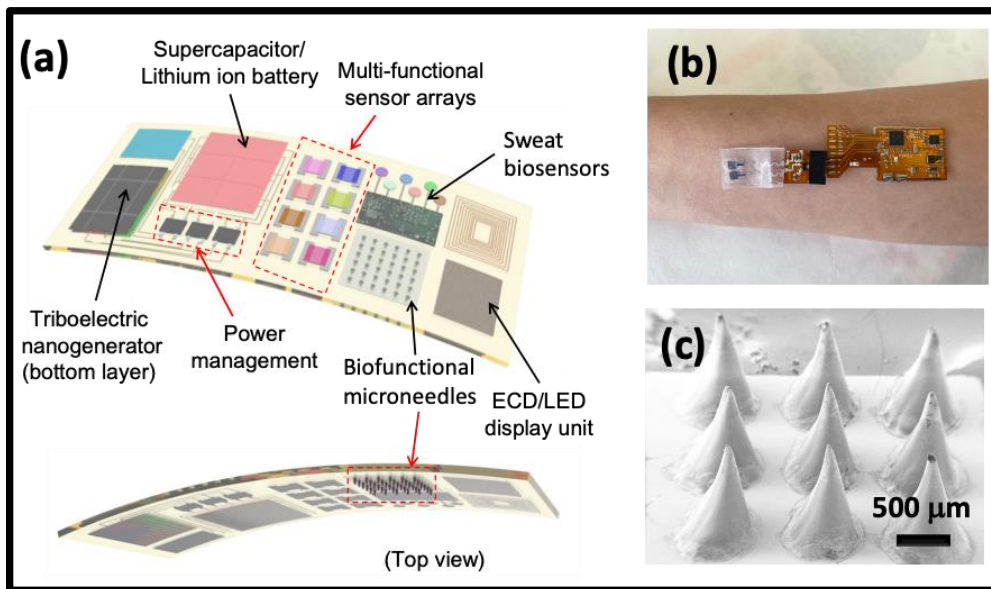 (a)
Supercapacitor/
Lithium ion battery
Multi-functional
sensor arrays
Sweat
biosensors
Triboelectric
nanogenerator
(bottom layer)
Power
management
Biofunctional
microneedles
ECD/LED
display unit
(Top view)
(b)
(c)
500 μm